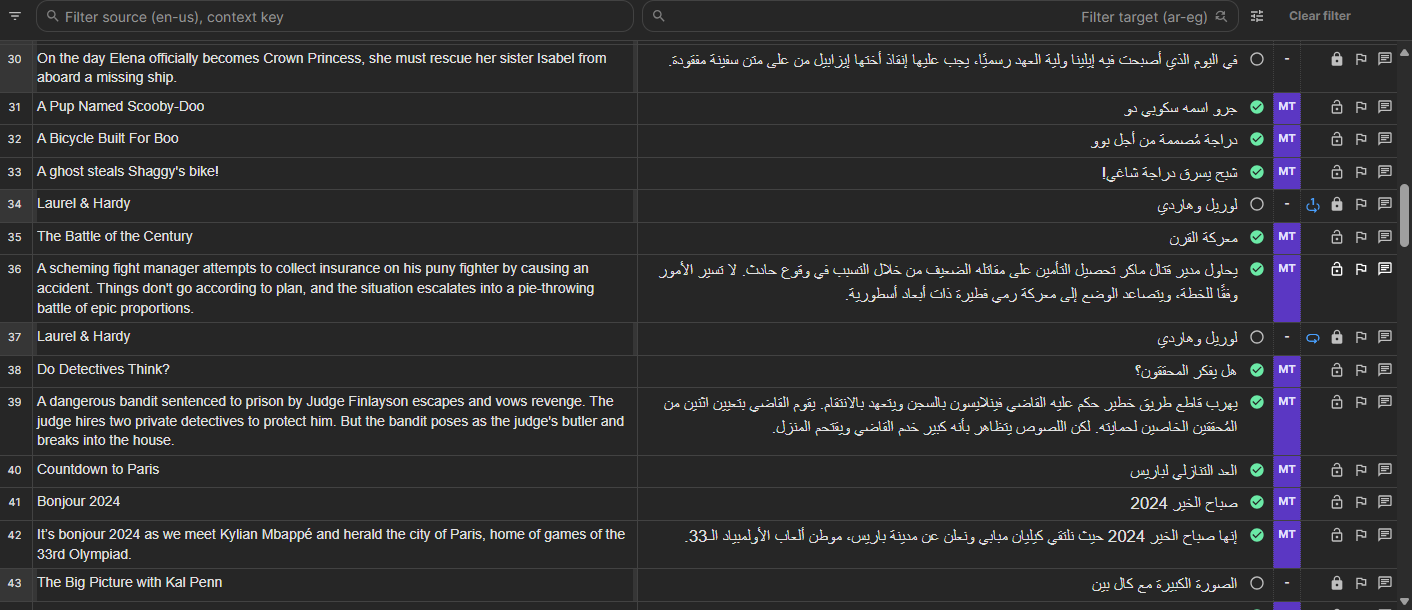 Filter source (en-us), context key
Filter target (ar-eg)
Clear filter
30
On the day Elena officially becomes Crown Princess, she must rescue her sister Isabel from
aboard a missing ship.
في اليوم الذي أصبحت فيه إيلينا ولية العهد رسميًا، يجب عليها إنقاذ أختها إيزابيل من على متن سفينة مفقودة.
-
31
A Pup Named Scooby-Doo
جرو اسمه سكوبي دو
MT
32
A Bicycle Built For Boo
دراجة مُصممة من أجل بوو
MT
33
A ghost steals Shaggy's bike!
شبح يسرق دراجة شاغي!
MT
34
Laurel & Hardy
لوريل وهاردي
-
35
The Battle of the Century
معركة القرن
MT
36
A scheming fight manager attempts to collect insurance on his puny fighter by causing an
accident. Things don't go according to plan, and the situation escalates into a pie-throwing
battle of epic proportions.
يحاول مدير قتال ماكر تحصيل التأمين على مقاتله الضعيف من خلال التسبب في وقوع حادث. لا تسير الأمور
وفقًا للخطة، ويتصاعد الوضع إلى معركة رمي فطيرة ذات أبعاد أسطورية.
MT
37
Laurel & Hardy
لوريل وهاردي
-
38
Do Detectives Think?
هل يفكر المحققون؟
MT
39
A dangerous bandit sentenced to prison by Judge Finlayson escapes and vows revenge. The
judge hires two private detectives to protect him. But the bandit poses as the judge's butler and
breaks into the house.
يهرب قاطع طريق خطير حكم عليه القاضي فينلايسون بالسجن ويتعهد بالانتقام. يقوم القاضي بتعيين اثنين من
المُحققين الخاصين لحمايته. لكن اللصوص يتظاهر بأنه كبير خدم القاضي ويقتحم المنزل.
MT
40
Countdown to Paris
العد التنازلي لباريس
MT
41
Bonjour 2024
صباح الخير 2024
MT
42
It's bonjour 2024 as we meet Kylian Mbappé and herald the city of Paris, home of games of the
33rd Olympiad.
إنها صباح الخير 2024 حيث نلتقي كيليان مبابي ونعلن عن مدينة باريس، موطن ألعاب الأولمبياد الـ33.
MT
43
The Big Picture with Kal Penn
الصورة الكبيرة مع كال بين
-